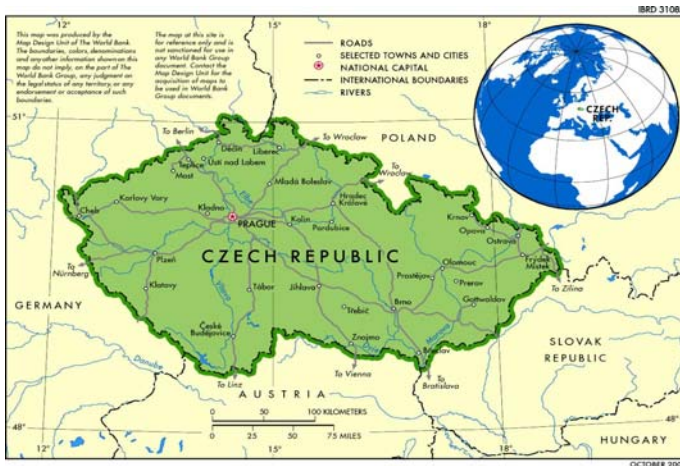 IBRD 3108
This map was produced by the
Map Design Unit of The World Bank.
The boundaries, colors, denominations
and any other information shown on this
map do not imply, on the part of The
World Bank Group, any judgment on
the legal status of any territory, or any
endorsement or acceptance of such
boundaries.
The map at this site is
for reference only and is
not sanctioned for use in
any World Bank Group
document. Contact the
Map Design Unit for the
acquisition of maps to
be used in World Bank
Group documents.
ROADS
SELECTED TOWNS AND CITIES
NATIONAL CAPITAL
INTERNATIONAL BOUNDARIES
RIVERS
CZECH
REP.
15°
18°
51°
To Berlin
To Wroclaw
POLAND
To
Wroclaw
Děčín
Liberec
Teplice
Ústí nad Labem
Most
Mladá Boleslav
Elbe
Karlovy Vary
Cheb
Kladno
PRAGUE
Kolín
Hradec
Králové
Pardubice
Krnov
Opava
Ostrava
Frýdek
Místek
CZECH REPUBLIC
To
Nürnberg
Plzeň
Olomouc
Prostějov
Prerov
To Zilina
Klatovy
Vltava
Tábor
Jihlava
Třebíč
Brno
Gottwaldov
GERMANY
České
Budějovice
Znojmo
Morava
Břeclav
SLOVAK
REPUBLIC
Danube
To Linz
To Vienna
To
Bratislava
AUSTRIA
0 50 100 KILOMETERS
0 25 50 75 MILES
48°
48°
HUNGARY
12°
15°
18°
OCTOBER 200